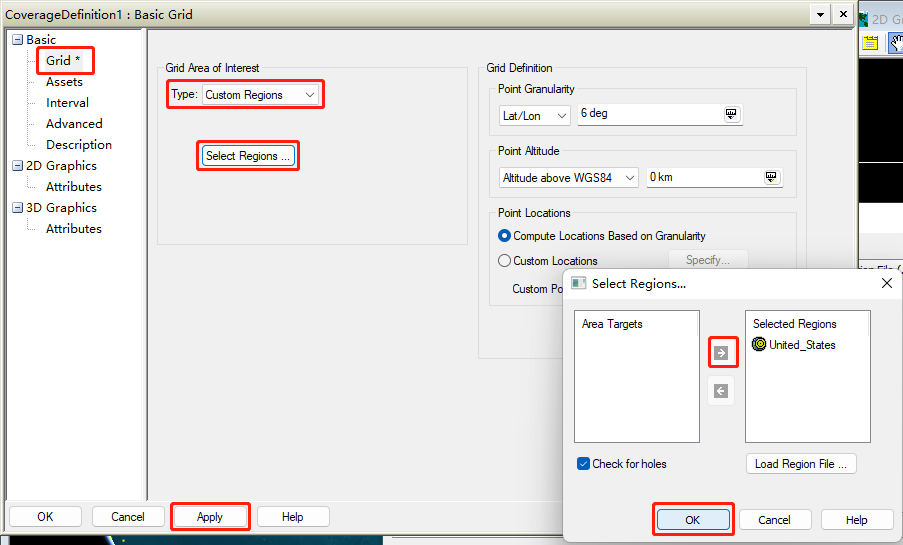 CoverageDefinition1 : Basic Grid
2D Gr
Basic
Grid *
Assets
Interval
Advanced
Description
2D Graphics
Attributes
3D Graphics
Attributes
Grid Area of Interest
Type: Custom Regions
Select Regions ...
Grid Definition
Point Granularity
Lat/Lon 6 deg
Point Altitude
Altitude above WGS84 0 km
Point Locations
Compute Locations Based on Granularity
Custom Locations Specify...
Custom Po
Select Regions...
Area Targets
Selected Regions
United_States
Check for holes
Load Region File ...
OK Cancel Help
OK Cancel Apply Help